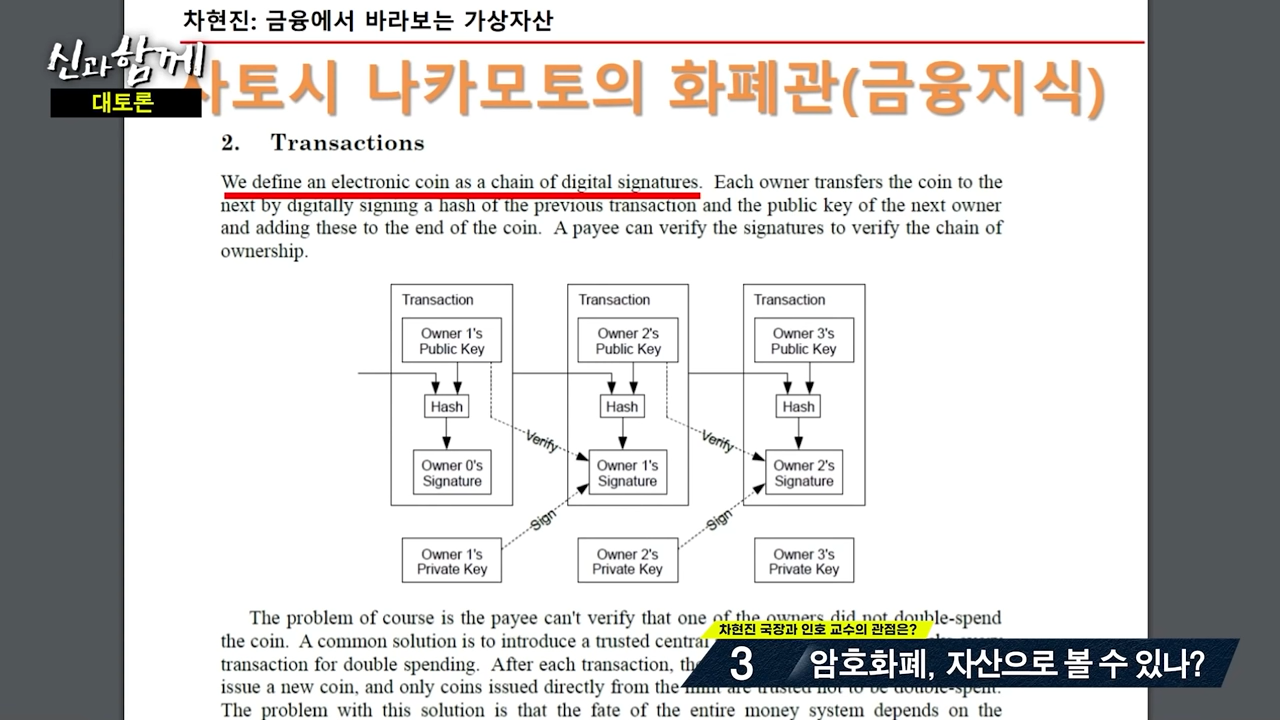 차현진: 금융에서 바라보는 가상자산
신과함께
대토론
사토시 나카모토의 화폐관(금융지식)
2. Transactions
We define an electronic coin as a chain of digital signatures. Each owner transfers the coin to the
next by digitally signing a hash of the previous transaction and the public key of the next owner
and adding these to the end of the coin. A payee can verify the signatures to verify the chain of
ownership.
Transaction
Transaction
Transaction
Owner 1's
Public Key
Owner 2's
Public Key
Owner 3's
Public Key
Hash
Hash
Hash
Verify
Verify
Owner 0's
Signature
Owner 1's
Signature
Owner 2's
Signature
Sign
Sign
Owner 1's
Private Key
Owner 2's
Private Key
Owner 3's
Private Key
The problem of course is the payee can't verify that one of the owners did not double-spend
the coin. A common solution is to introduce a trusted central
transaction for double spending. After each transaction, the
issue a new coin, and only coins issued directly from the mint are trusted not to be double-spent.
The problem with this solution is that the fate of the entire money system depends on the
차현진 국장과 인호 교수의 관점은?
3 암호화폐, 자산으로 볼 수 있나?